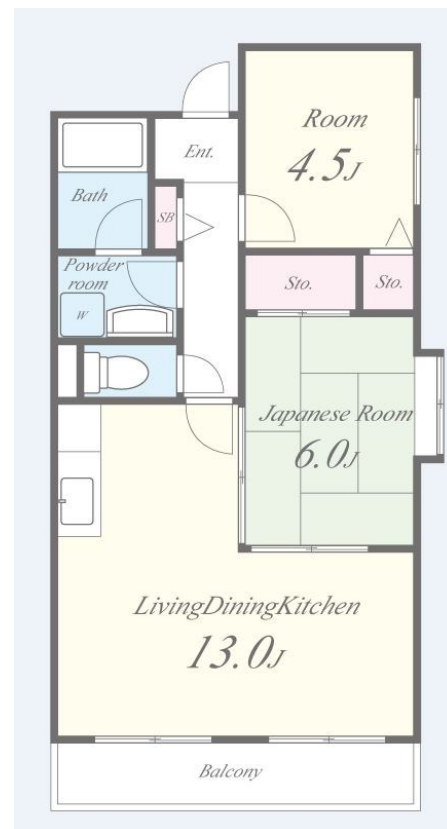 Room
4.5J
Ent.
Bath
SB
Powder
room
W
Sto.
Sto.
Japanese Room
6.0J
LivingDiningKitchen
13.0J
Balcony